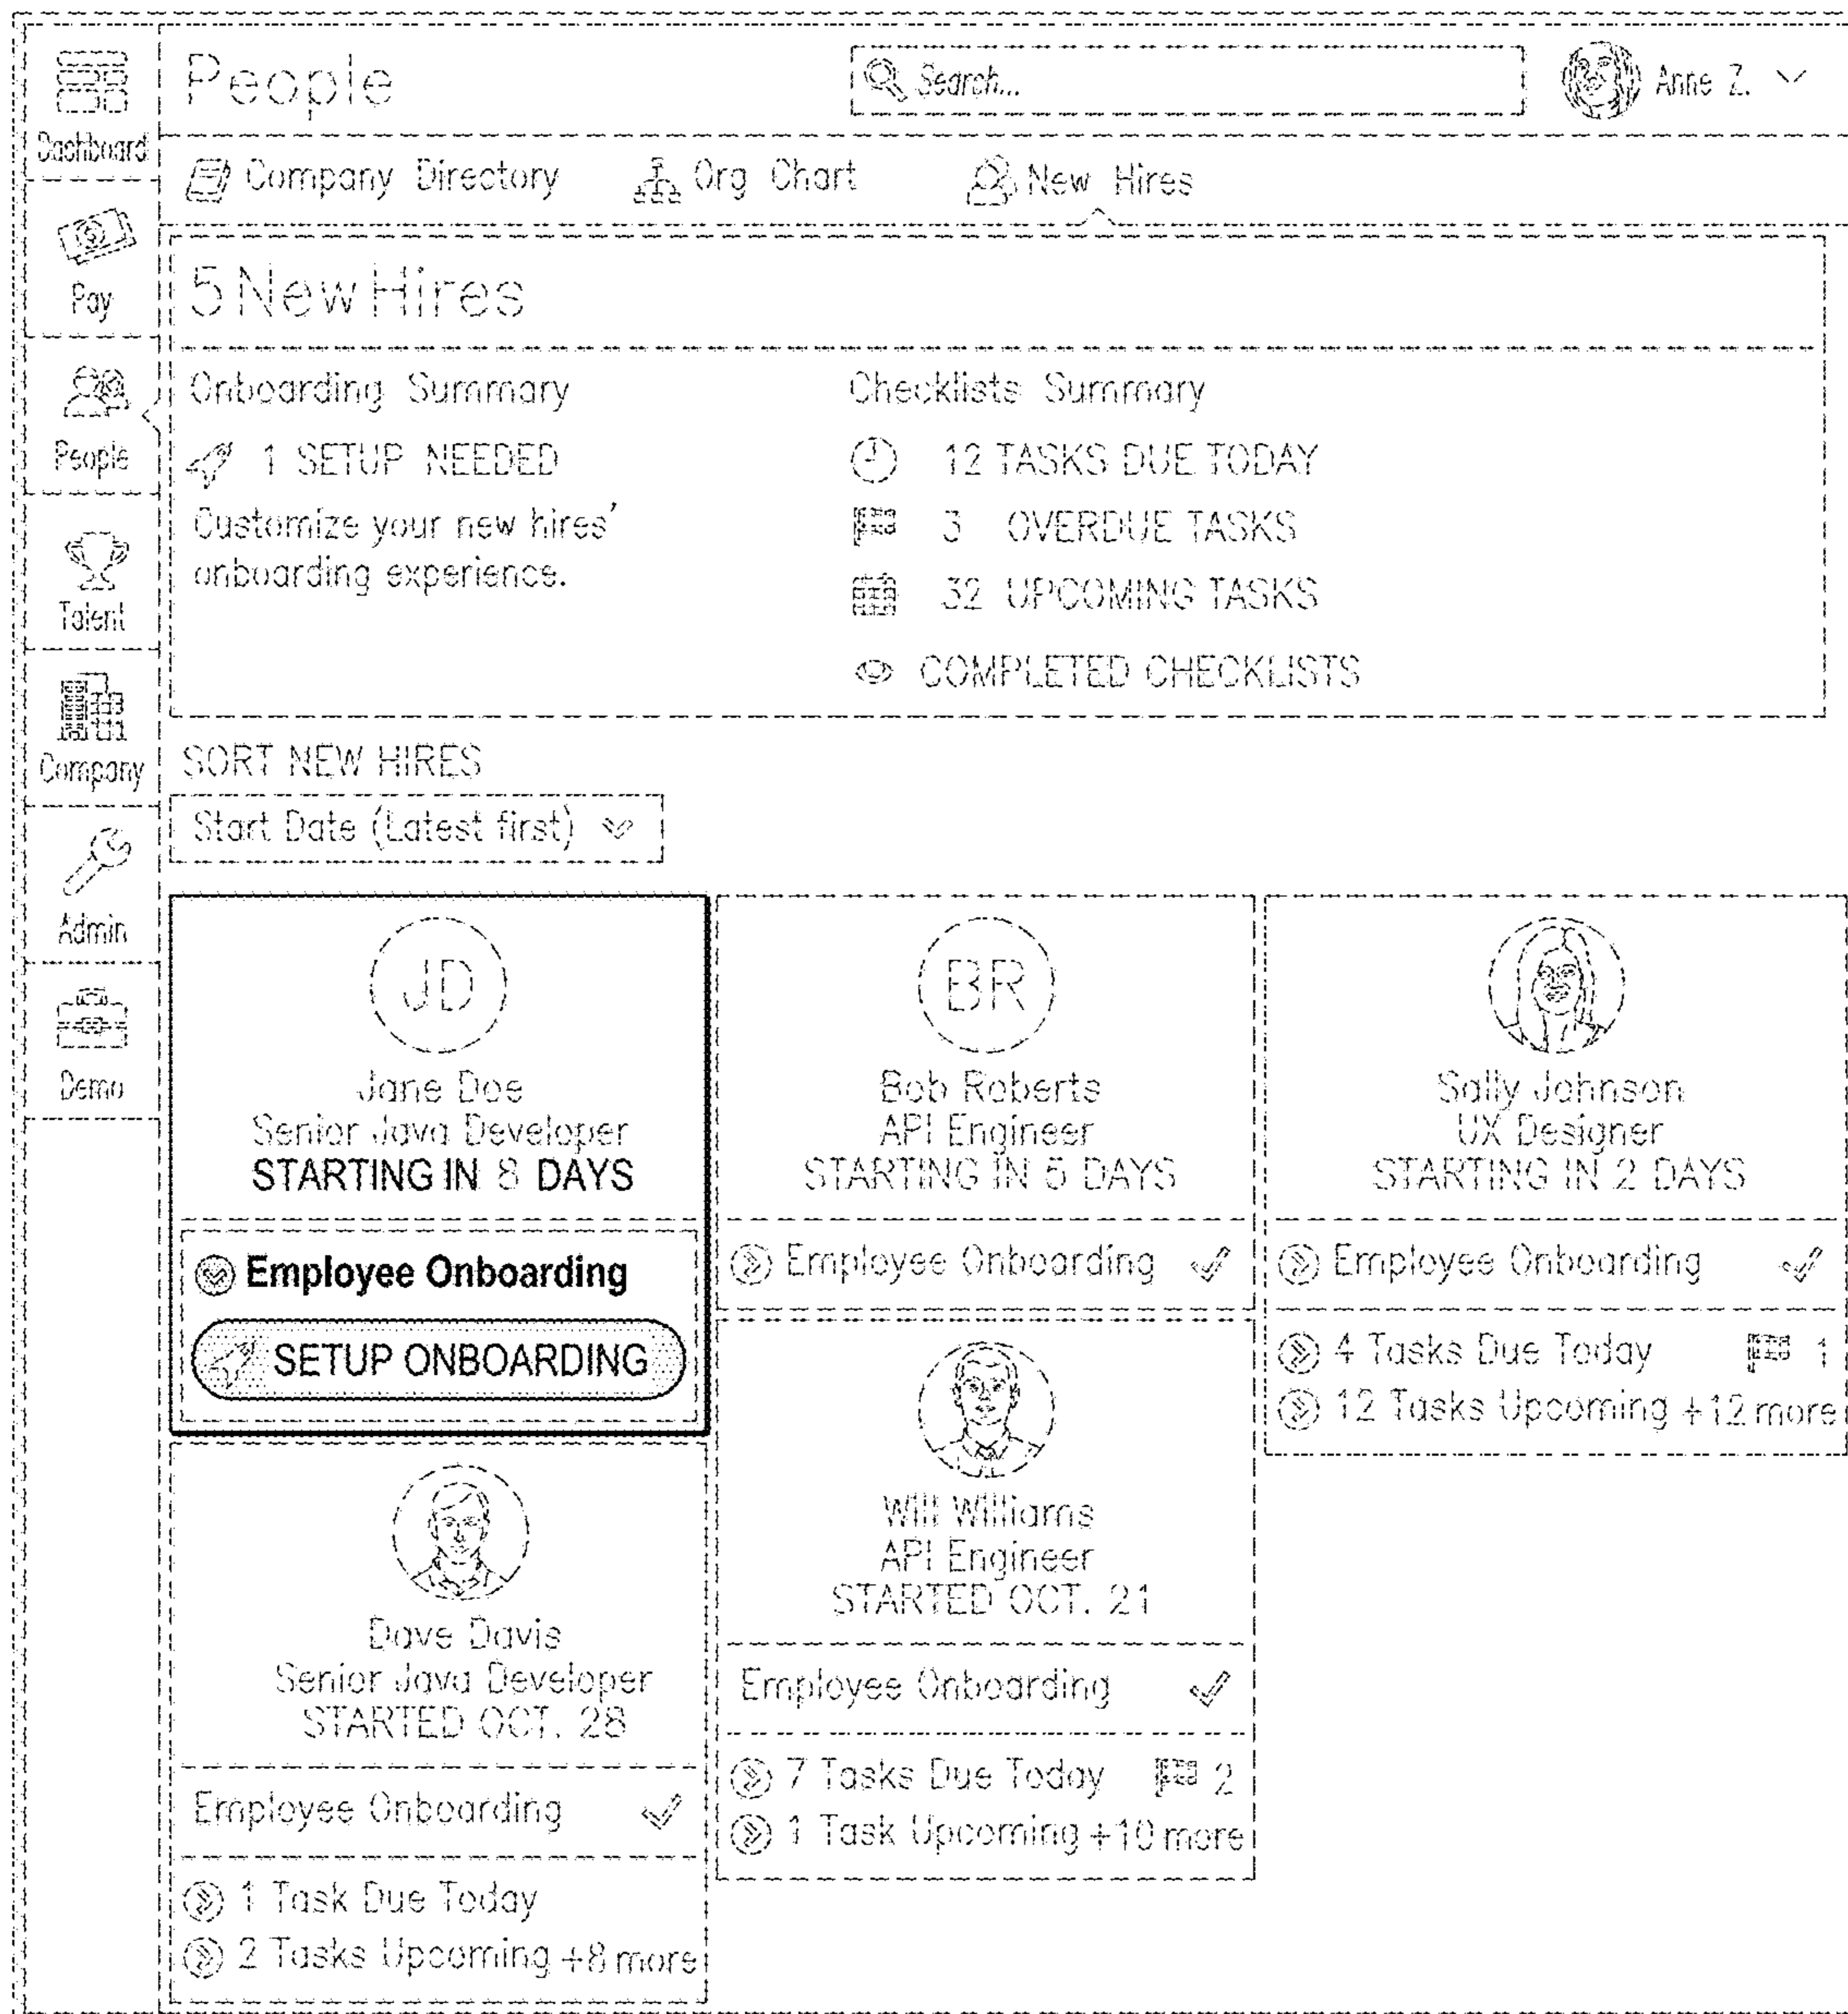 People
Search...
Anne Z.
Dashboard
Pay
People
Talent
Company
Admin
Demo
Company Directory
Org Chart
New Hires
5 New Hires
Onboarding Summary
1 SETUP NEEDED
Customize your new hires'
onboarding experience.
Checklists Summary
12 TASKS DUE TODAY
3 OVERDUE TASKS
32 UPCOMING TASKS
COMPLETED CHECKLISTS
SORT NEW HIRES
Start Date (Latest first)
JD
Jane Doe
Senior Java Developer
STARTING IN 8 DAYS
Employee Onboarding
SETUP ONBOARDING
BR
Bob Roberts
API Engineer
STARTING IN 5 DAYS
Employee Onboarding
Sally Johnson
UX Designer
STARTING IN 2 DAYS
Employee Onboarding
4 Tasks Due Today 1
12 Tasks Upcoming +12 more
Dave Davis
Senior Java Developer
STARTED OCT. 28
Employee Onboarding
1 Task Due Today
2 Tasks Upcoming +8 more
Will Williams
API Engineer
STARTED OCT. 21
Employee Onboarding
7 Tasks Due Today 2
1 Task Upcoming +10 more